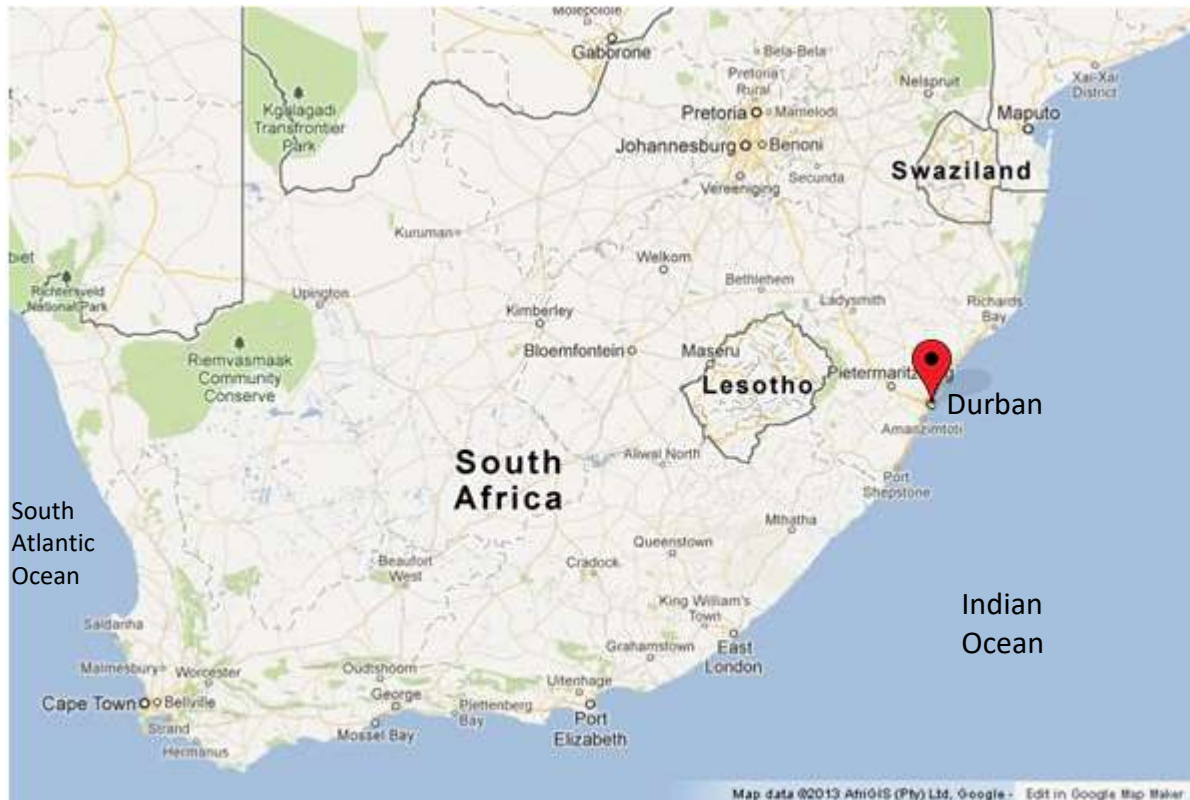 Molepolole
Gaborone
Bela-Bela
Kgalagadi
Transfrontier
Park
Pretoria
Rural
Nelspruit
Xai-Xai
District
Pretoria
Mamelodi
Maputo
Johannesburg
Benoni
Swaziland
Vereeniging
Secunda
Kuruman
biet
Richtersveld
National Park
Upington
Welkom
Bethlehem
Ladysmith
Richards
Bay
Kimberley
Riemvasmaak
Community
Conserve
Bloemfontein
Maseru
Lesotho
Durban
Amanzimtoti
South
Africa
Aliwal North
Port
Shepstone
South
Atlantic
Ocean
Mthatha
Queenstown
Beaufort
West
Cradock
Indian
Ocean
King William's
Town
Saldanha
Grahamstown
East
London
Malmesbury
Worcester
Oudtshoorn
Uitenhage
Cape Town
Bellville
George
Plettenberg
Bay
Port
Elizabeth
Strand
Mossel Bay
Hermanus
Map data ©2013 AfriGIS (Pty) Ltd, Google - Edit in Google Map Maker